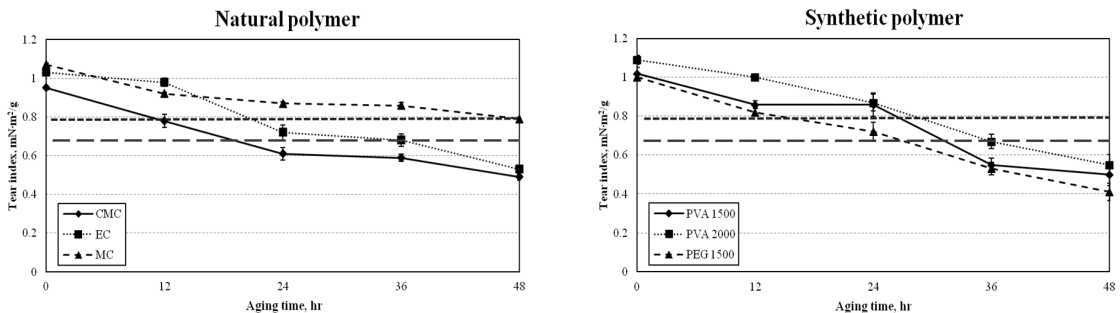 Natural polymer
Tear index, mN·m²/g
1.2
1
0.8
0.6
0.4
0.2
0
CMC
EC
MC
0 12 24 36 48
Aging time, hr
Synthetic polymer
Tear index, mN·m²/g
1.2
1
0.8
0.6
0.4
0.2
0
PVA 1500
PVA 2000
PEG 1500
0 12 24 36 48
Aging time, hr